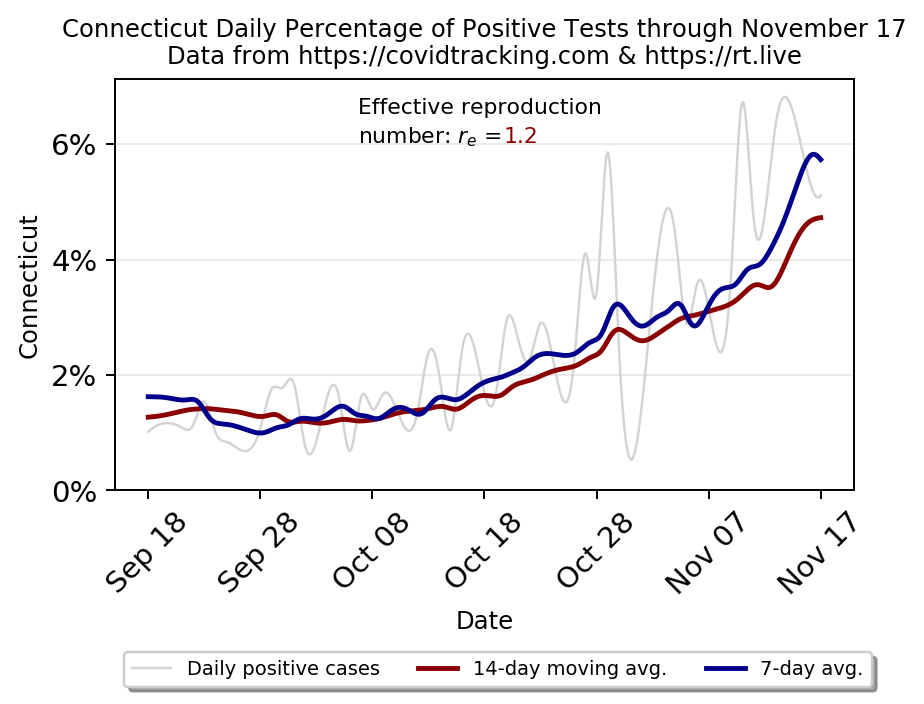 Connecticut Daily Percentage of Positive Tests through November 17
Data from https://covidtracking.com & https://rt.live
Effective reproduction
number: rₑ =1.2
6%
4%
2%
0%
Connecticut
Sep 18
Sep 28
Oct 08
Oct 18
Oct 28
Nov 07
Nov 17
Date
Daily positive cases
14-day moving avg.
7-day avg.